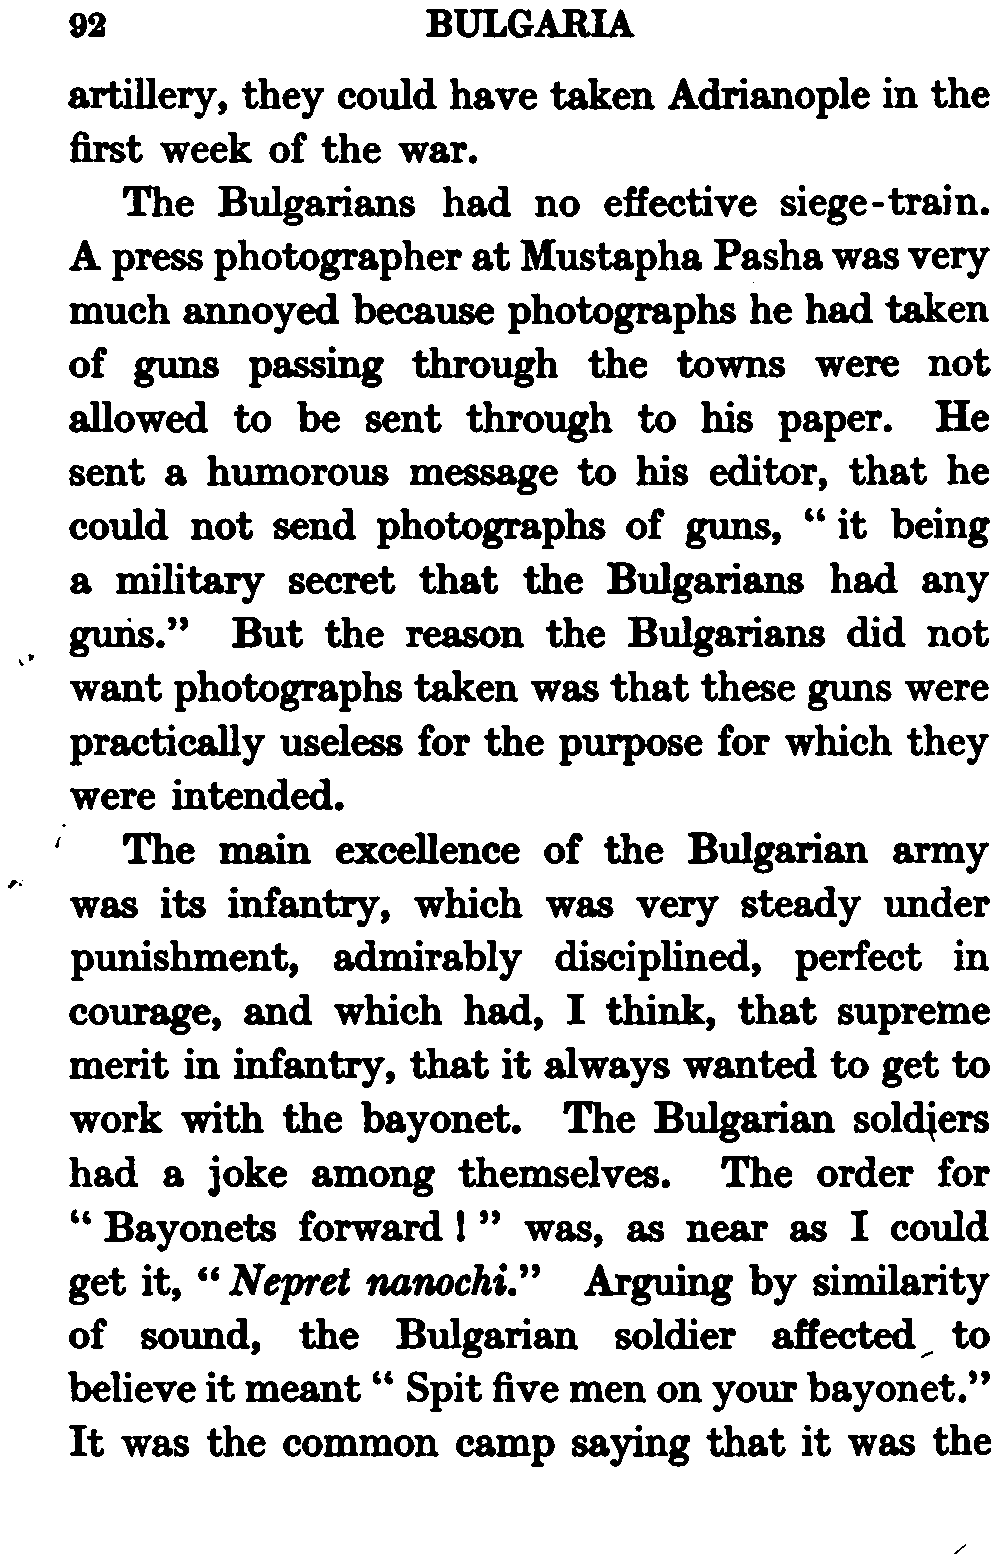 92 BULGARIA
artillery, they could have taken Adrianople in the
first week of the war.
The Bulgarians had no effective siege-train.
A press photographer at Mustapha Pasha was very
much annoyed because photographs he had taken
of guns passing through the towns were not
allowed to be sent through to his paper. He
sent a humorous message to his editor, that he
could not send photographs of guns, “ it being
a military secret that the Bulgarians had any
guns.” But the reason the Bulgarians did not
want photographs taken was that these guns were
practically useless for the purpose for which they
were intended.
The main excellence of the Bulgarian army
was its infantry, which was very steady under
punishment, admirably disciplined, perfect in
courage, and which had, I think, that supreme
merit in infantry, that it always wanted to get to
work with the bayonet. The Bulgarian soldiers
had a joke among themselves. The order for
“ Bayonets forward ! ” was, as near as I could
get it, “ Nepret nanochi.” Arguing by similarity
of sound, the Bulgarian soldier affected to
believe it meant “ Spit five men on your bayonet.”
It was the common camp saying that it was the